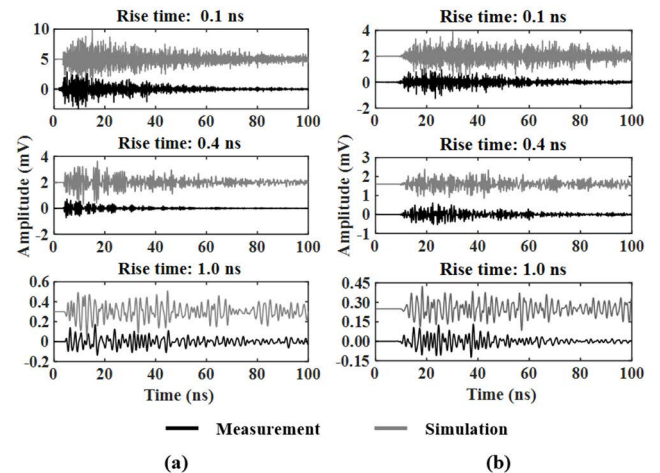 Rise time: 0.1 ns
10
5
0
0 20 40 60 80 100
Rise time: 0.4 ns
4
2
0
-2
0 20 40 60 80 100
Rise time: 1.0 ns
0.6
0.4
0.2
0
-0.2
0 20 40 60 80 100
Amplitude (mV)
Time (ns)
Rise time: 0.1 ns
4
2
0
-2
0 20 40 60 80 100
Rise time: 0.4 ns
3
2
1
0
-1
0 20 40 60 80 100
Rise time: 1.0 ns
0.45
0.30
0.15
0.00
-0.15
0 20 40 60 80 100
Amplitude (mV)
Time (ns)
Measurement Simulation
(a) (b)